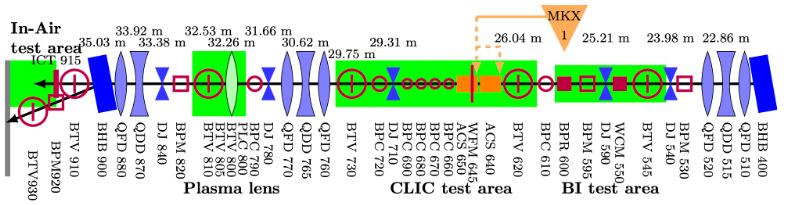 In-Air
test area
35.03 m
33.92 m
33.38 m
32.53 m
32.26 m
31.66 m
30.62 m
29.75 m
29.31 m
MKX
1
26.04 m
25.21 m
23.98 m
22.86 m
ICT 915
BTV930
BPM920
BTV 910
BHB 900
QFD 880
QDD 870
DJ 840
BPM 820
BTV 810
BTV 805
BTV 800
PLC 800
BPC 790
DJ 780
QFD 770
QDD 765
QFD 760
BTV 730
BPC 720
DJ 710
BPC 690
BPC 680
BPC 670
BPC 660
ACS 650
WFM 645
ACS 640
BTV 620
BPC 610
BPR 600
BPM 595
DJ 590
WCM 550
BTV 545
DJ 540
BPM 530
QFD 520
QDD 515
QFD 510
BHB 400
Plasma lens
CLIC test area
BI test area